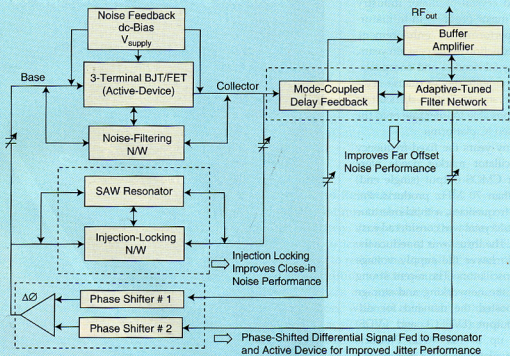 RFout
Noise Feedback
dc-Bias
Vsupply
Buffer
Amplifier
Base
3-Terminal BJT/FET
(Active-Device)
Collector
Mode-Coupled
Delay Feedback
Adaptive-Tuned
Filter Network
Noise-Filtering
N/W
Improves Far Offset
Noise Performance
SAW Resonator
Injection-Locking
N/W
Injection Locking
Improves Close-in
Noise Performance
ΔØ
Phase Shifter # 1
Phase Shifter # 2
Phase-Shifted Differential Signal Fed to Resonator
and Active Device for Improved Jitter Performance